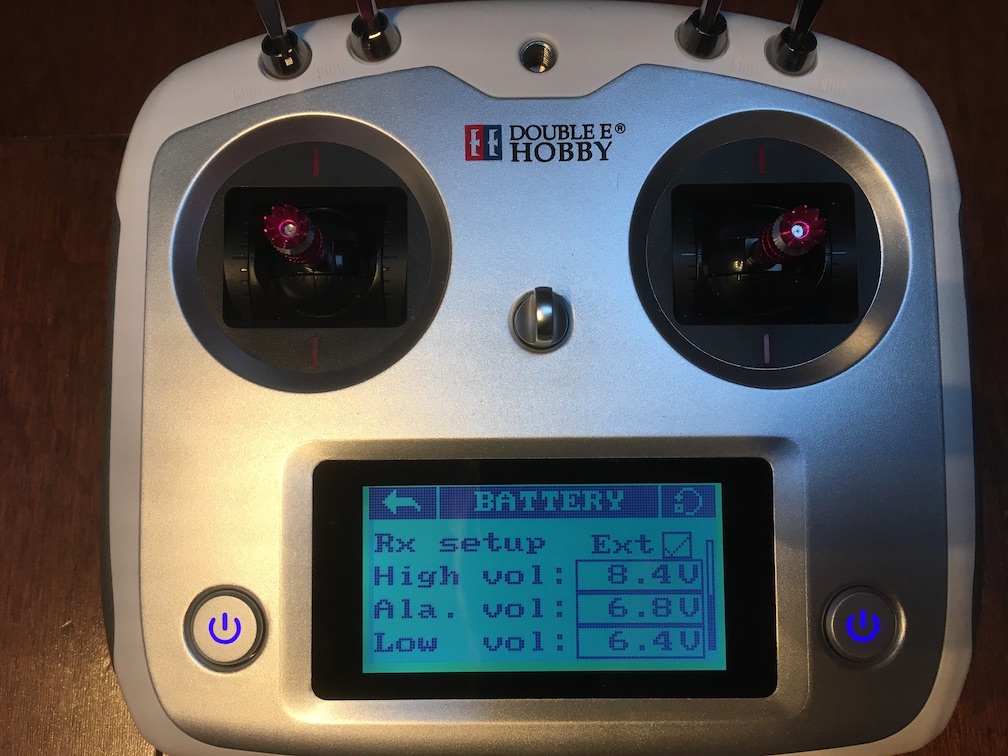 DOUBLE E®
HOBBY
BATTERY
Rx setup Ext
High vol: 8.4V
Ala. vol: 6.8V
Low vol: 6.4V